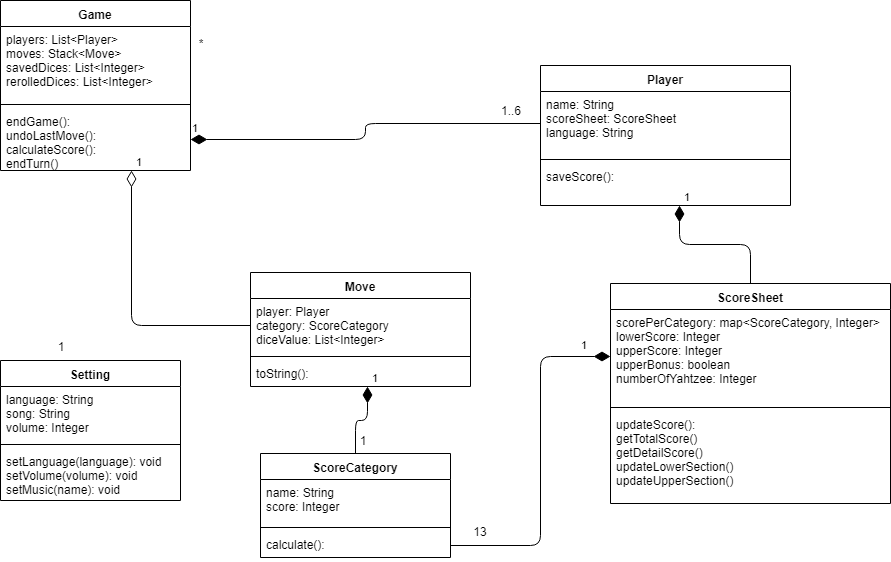 Game
players: List<Player>
moves: Stack<Move>
savedDices: List<Integer>
rerolledDices: List<Integer>
endGame():
undoLastMove():
calculateScore():
endTurn()
*
1
1..6
1
Player
name: String
scoreSheet: ScoreSheet
language: String
saveScore():
1
Move
player: Player
category: ScoreCategory
diceValue: List<Integer>
toString():
1
1
ScoreSheet
scorePerCategory: map<ScoreCategory, Integer>
lowerScore: Integer
upperScore: Integer
upperBonus: boolean
numberOfYahtzee: Integer
updateScore():
getTotalScore()
getDetailScore()
updateLowerSection()
updateUpperSection()
1
1
Setting
language: String
song: String
volume: Integer
setLanguage(language): void
setVolume(volume): void
setMusic(name): void
ScoreCategory
name: String
score: Integer
calculate():
13